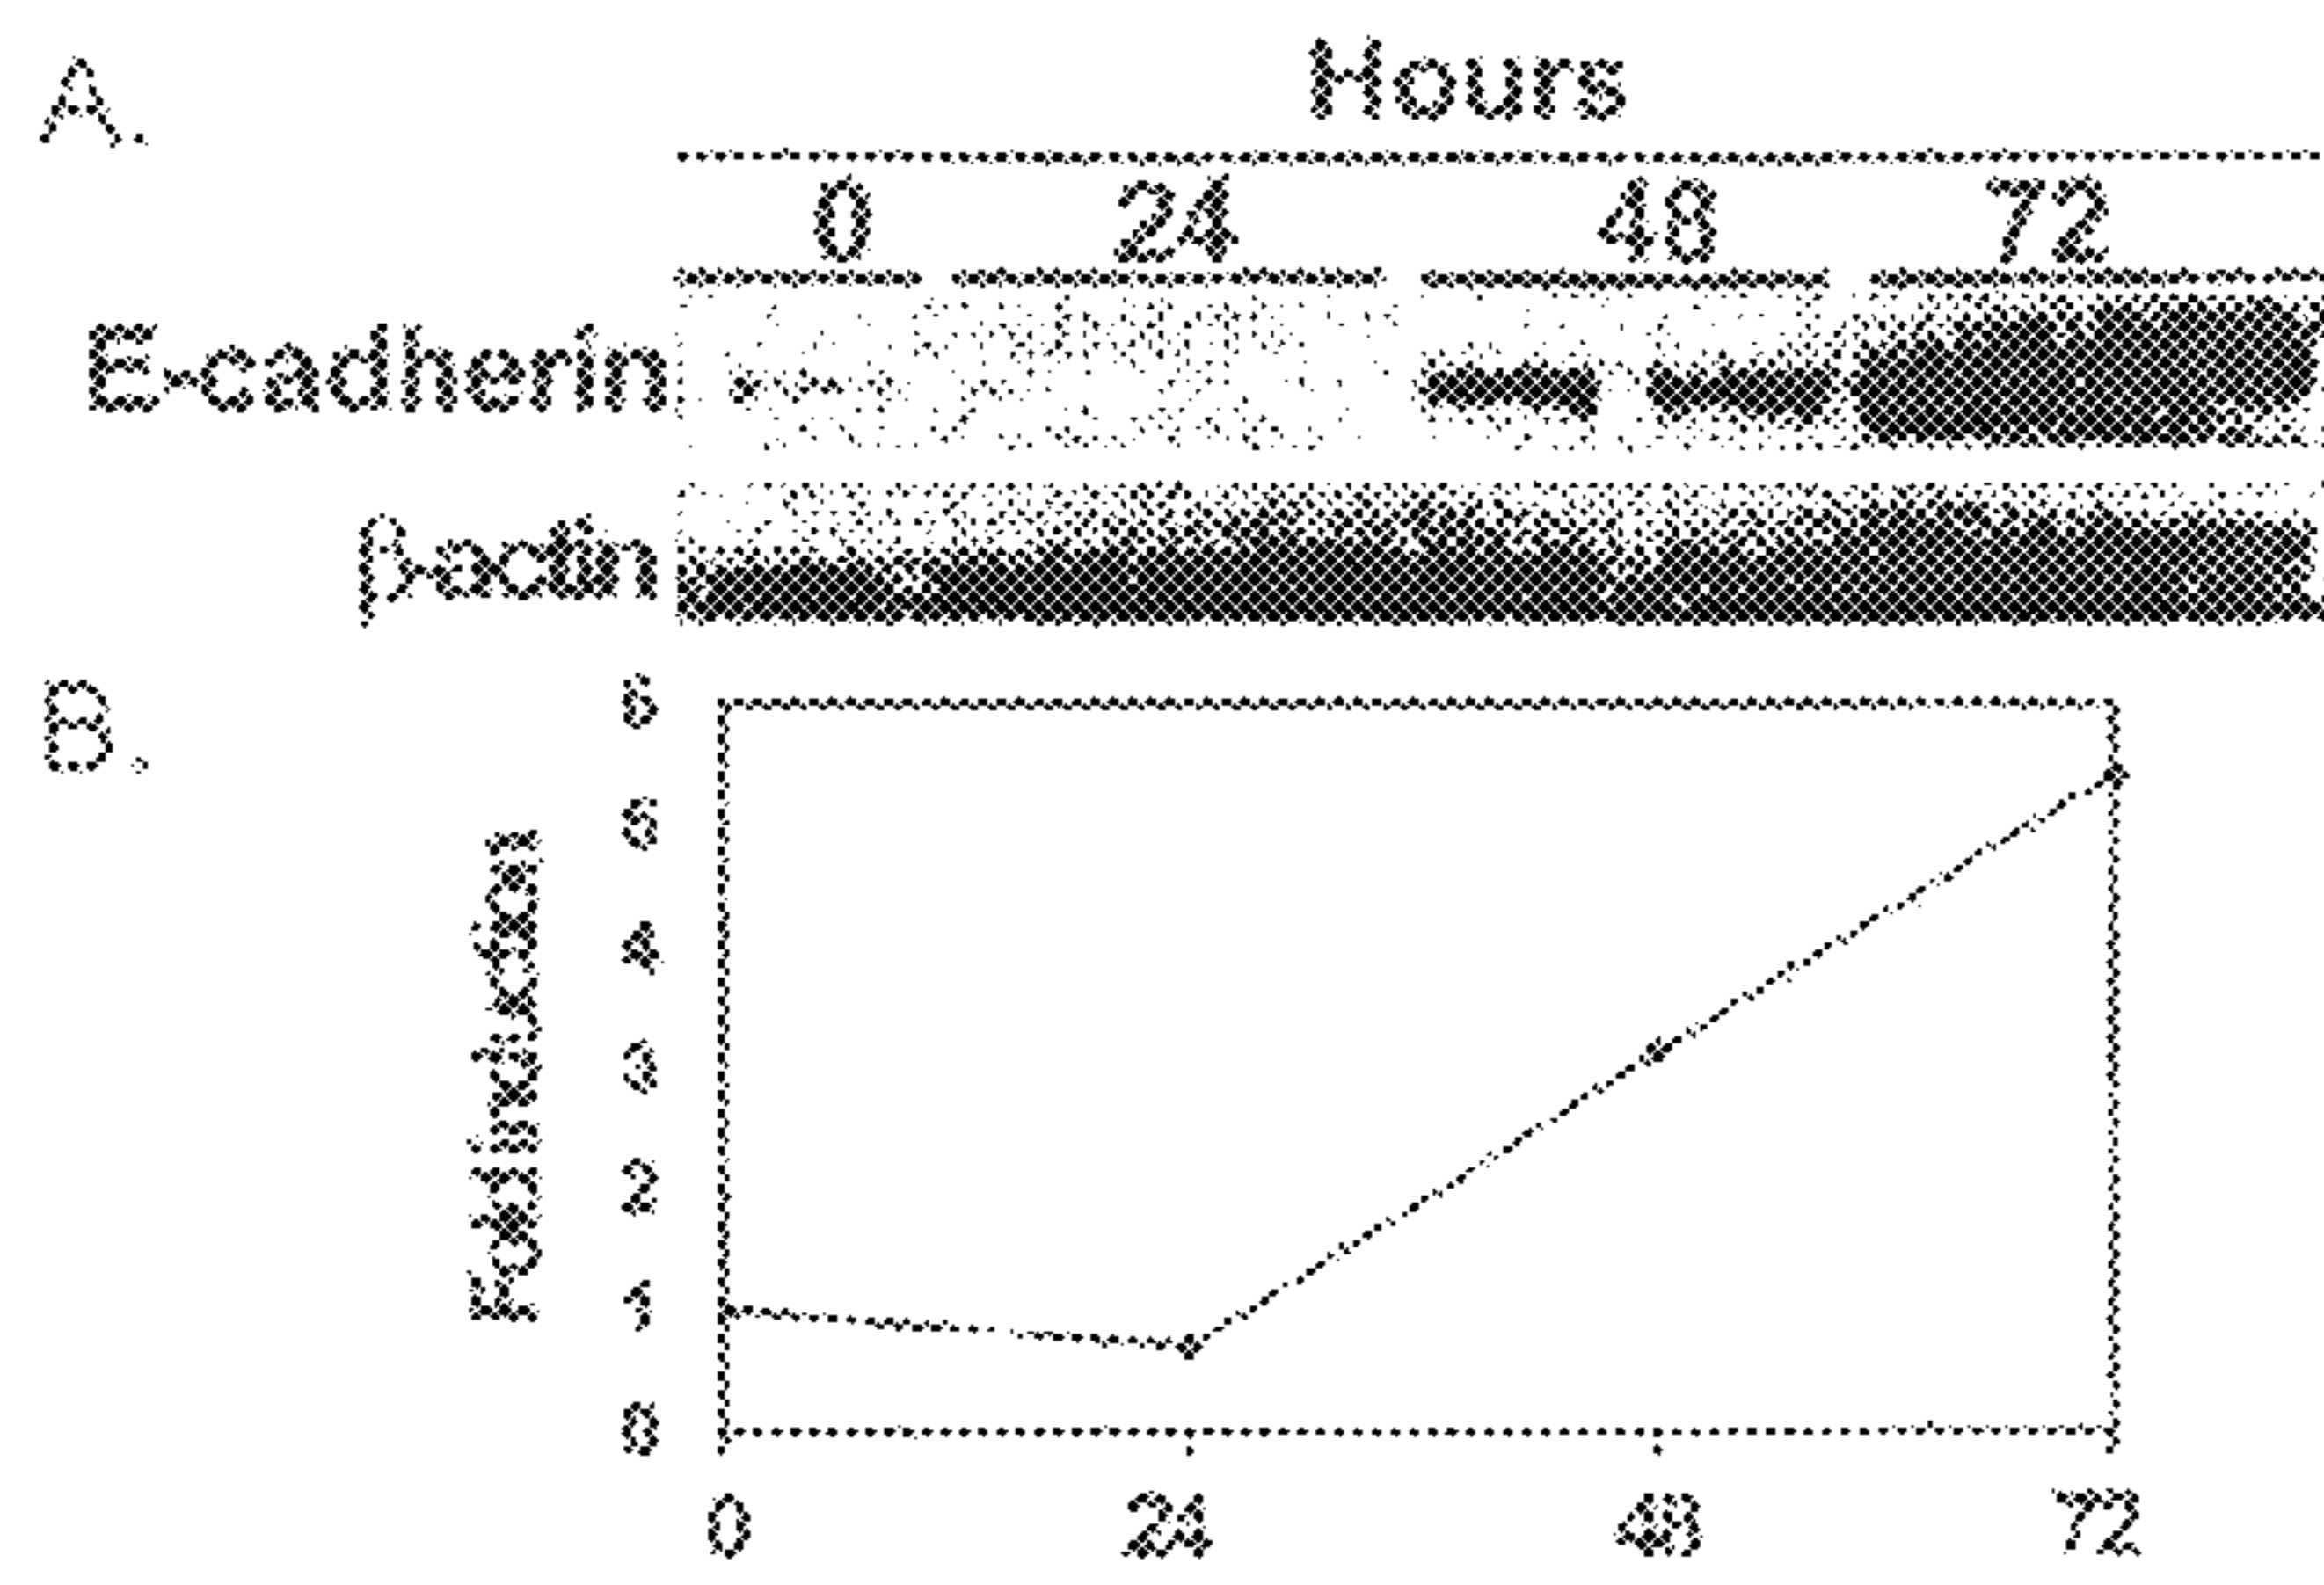 A.
Hours
0 24 48 72
E-cadherin
β-actin
B.
Fold induction
6
5
4
3
2
1
0
0 24 48 72